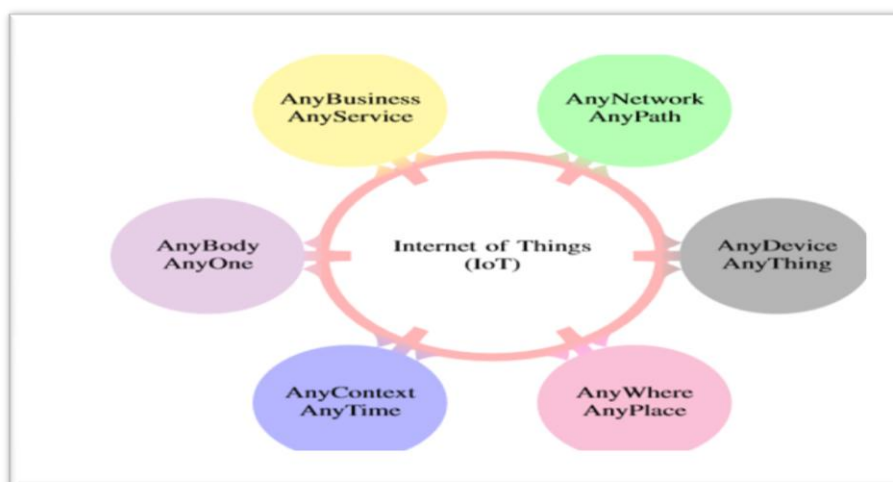 AnyBusiness
AnyService
AnyNetwork
AnyPath
AnyBody
AnyOne
Internet of Things
(IoT)
AnyDevice
AnyThing
AnyContext
AnyTime
AnyWhere
AnyPlace